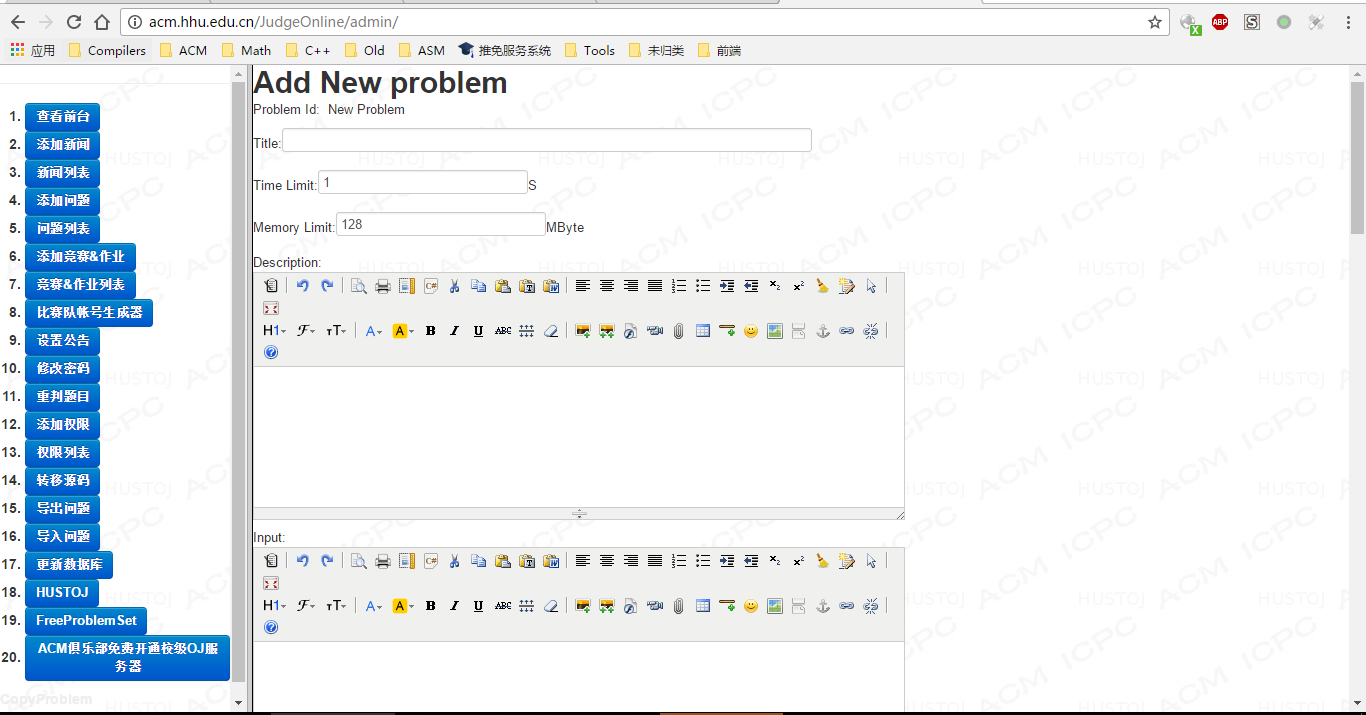 acm.hhu.edu.cn/JudgeOnline/admin/
应用 Compilers ACM Math C++ Old ASM 推免服务系统 Tools 未归类 前端
1. 查看前台
2. 添加新闻
3. 新闻列表
4. 添加问题
5. 问题列表
6. 添加竞赛&作业
7. 竞赛&作业列表
8. 比赛队帐号生成器
9. 设置公告
10. 修改密码
11. 重判题目
12. 添加权限
13. 权限列表
14. 转移源码
15. 导出问题
16. 导入问题
17. 更新数据库
18. HUSTOJ
19. FreeProblemSet
20. ACM俱乐部免费开通校级OJ服
务器
CopyProblem
Add New problem
Problem Id: New Problem
Title:
Time Limit: 1 S
Memory Limit: 128 MByte
Description:
Input:
HUSTOJ ACM ICPC